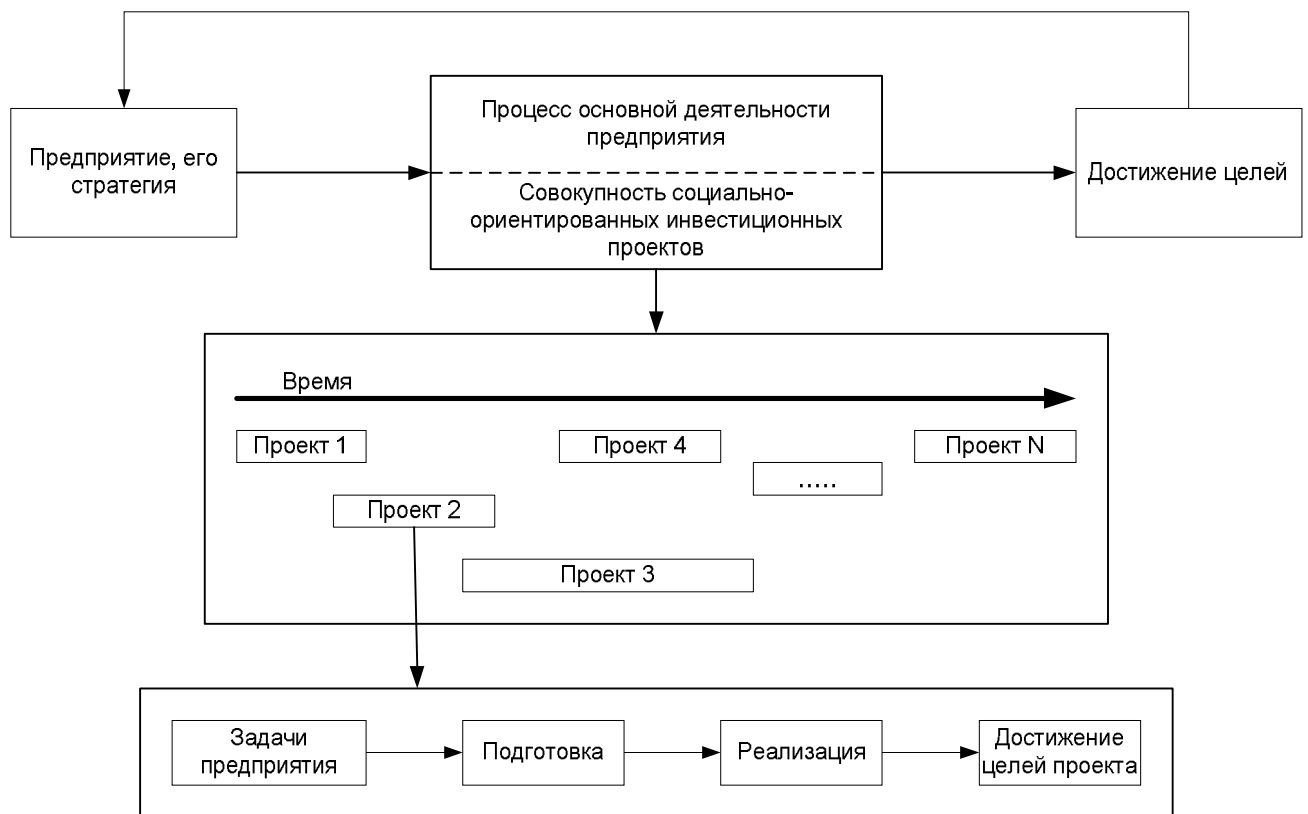 Предприятие, его
стратегия
Процесс основной деятельности
предприятия
Совокупность социально-
ориентированных инвестиционных
проектов
Достижение целей
Время
Проект 1
Проект 4
Проект N
.....
Проект 2
Проект 3
Задачи
предприятия
Подготовка
Реализация
Достижение
целей проекта